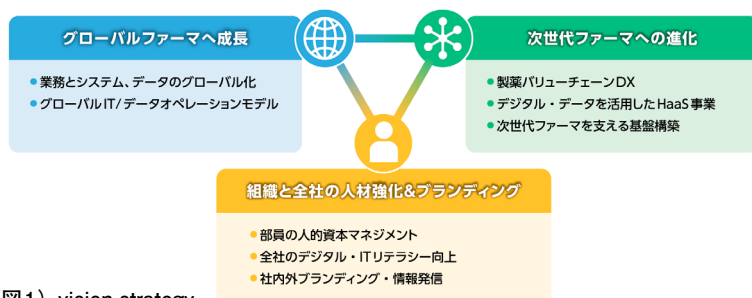 グローバルファーマへ成長
●業務とシステム、データのグローバル化
●グローバルIT/データオペレーションモデル
次世代ファーマへの進化
●製薬バリューチェーンDX
●デジタル・データを活用したHaaS事業
●次世代ファーマを支える基盤構築
組織と全社の人材強化&ブランディング
●部員の人的資本マネジメント
●全社のデジタル・ITリテラシー向上
●社内外ブランディング・情報発信
図1）vision strategy